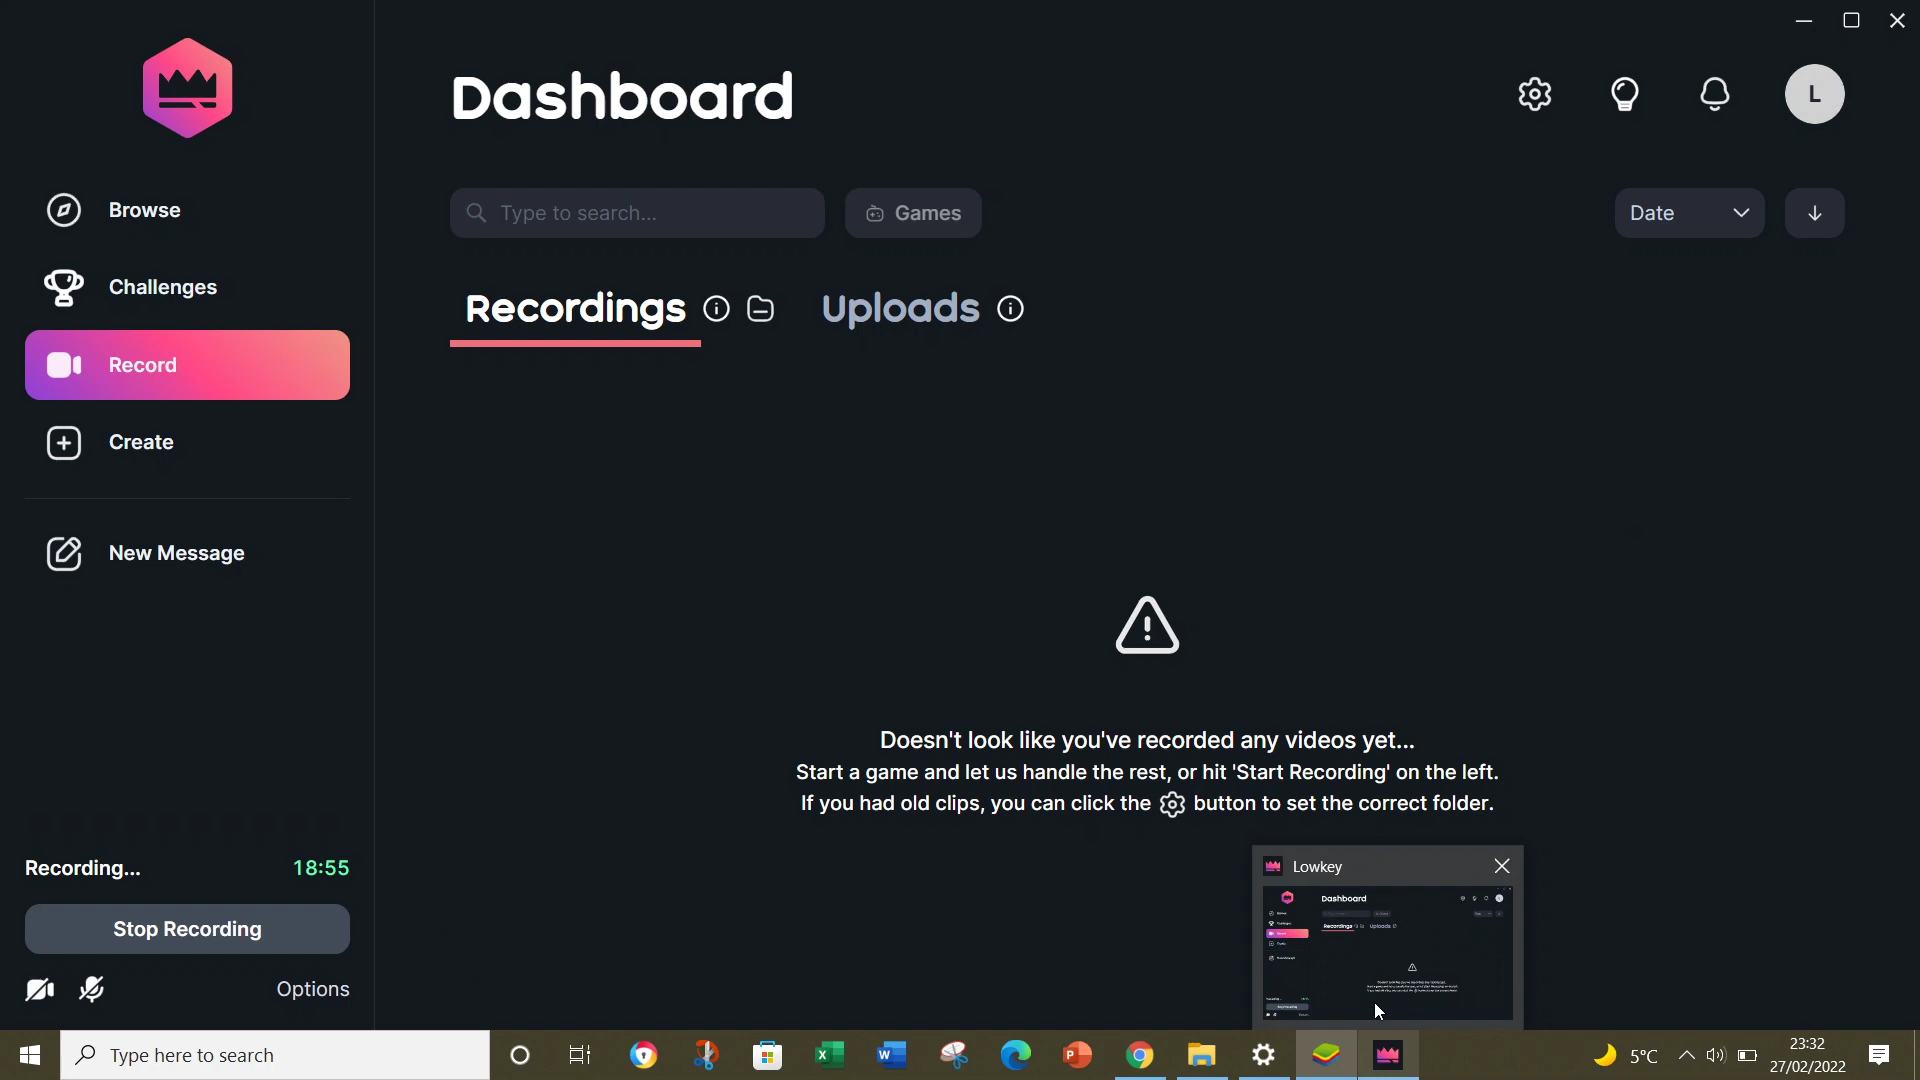 Dashboard
L
Browse
Type to search...
Games
Date
Challenges
Recordings
Uploads
Record
Create
New Message
Doesn't look like you've recorded any videos yet...
Start a game and let us handle the rest, or hit 'Start Recording' on the left.
If you had old clips, you can click the button to set the correct folder.
Recording...
18:55
Stop Recording
Options
Lowkey
Dashboard
Recordings
Uploads
Type here to search
5°C
23:32
27/02/2022